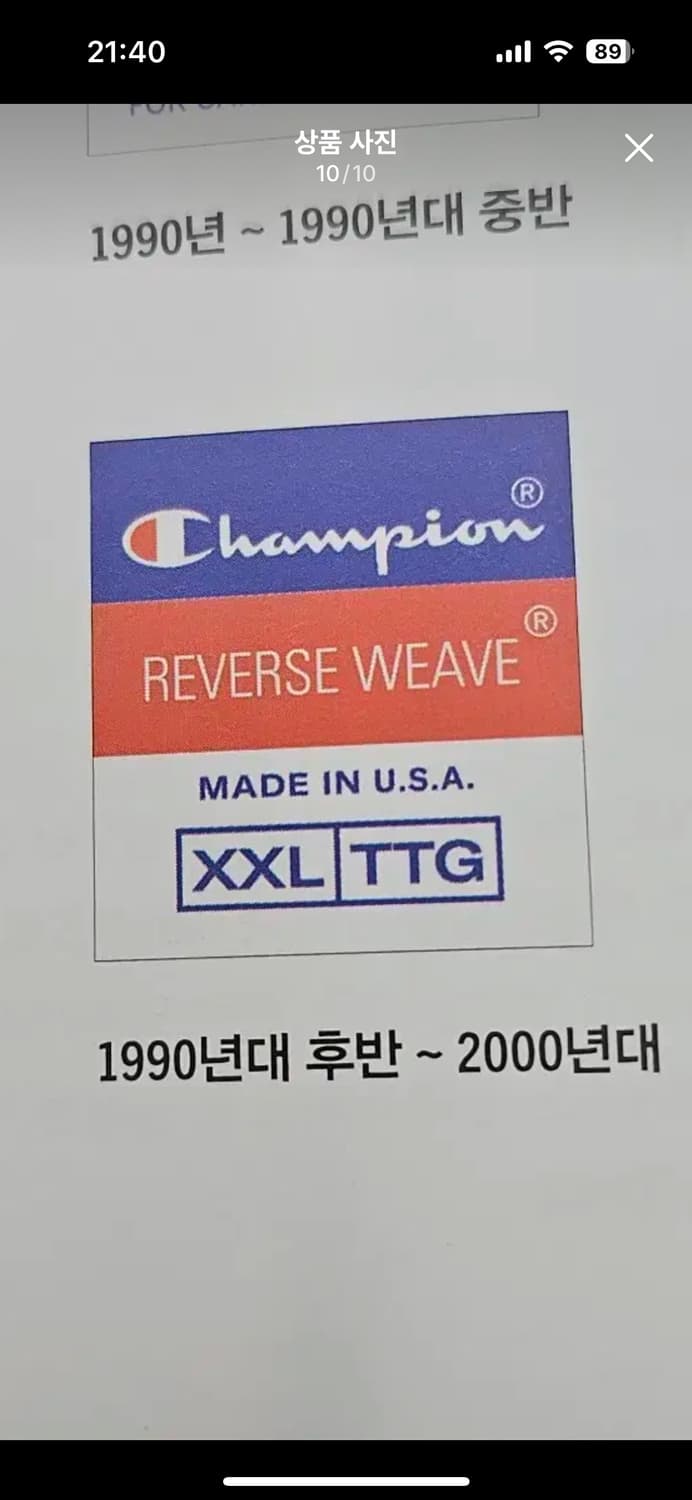 21:40
89
상품 사진
10/10
1990년 ~ 1990년대 중반
Champion®
REVERSE WEAVE®
MADE IN U.S.A.
XXL TTG
1990년대 후반 ~ 2000년대